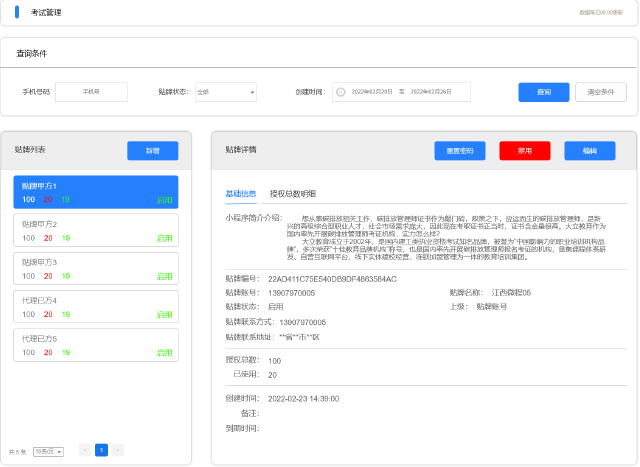 考试管理
数据每日00:00更新
查询条件
手机号码 手机号 贴牌状态： 全部 创建时间： 2022年02月20日 至 2022年02月26日 查询 清空条件
贴牌列表 新增
贴牌甲方1
100 20 19 启用
贴牌甲方2
100 20 19 启用
贴牌甲方3
100 20 19 启用
代理已方4
100 20 19 启用
代理已方5
100 20 19 启用
共 5 条 10条/页 < 1 >
贴牌详情 重置密码 禁用 编辑
基础信息 授权总数明细
小程序简介介绍： 想从事碳排放相关工作，碳排放管理师证书作为敲门砖，政策之下，应运而生的碳排放管理师，是新
兴的高级综合型职业人才，社会市场需求庞大，因此现在考取证书正当时，证书含金量很高，大立教育作为
国内率先开展碳排放管理师考证机构，实力怎么样？
大立教育成立于2002年，是国内建工类执业资格考试知名品牌，被誉为“中国影响力的职业培训机构品
牌”，多次荣获“十佳教育品牌机构”称号，也是国内率先开展碳排放管理师报名考证的机构，是集课程体系研
发、自营互联网平台、线下实体建校经营、连锁加盟管理为一体的教育培训集团。
贴牌编号： 22AD411C75E540DB9DF4863584AC
贴牌账号： 13907970005 贴牌名称： 江西微程05
贴牌状态： 启用 上级： 贴牌账号
贴牌联系方式： 13907970005
贴牌联系地址： **省**市**区
授权总数： 100
已使用： 20
创建时间： 2022-02-23 14:39:00
备注：
到期时间：